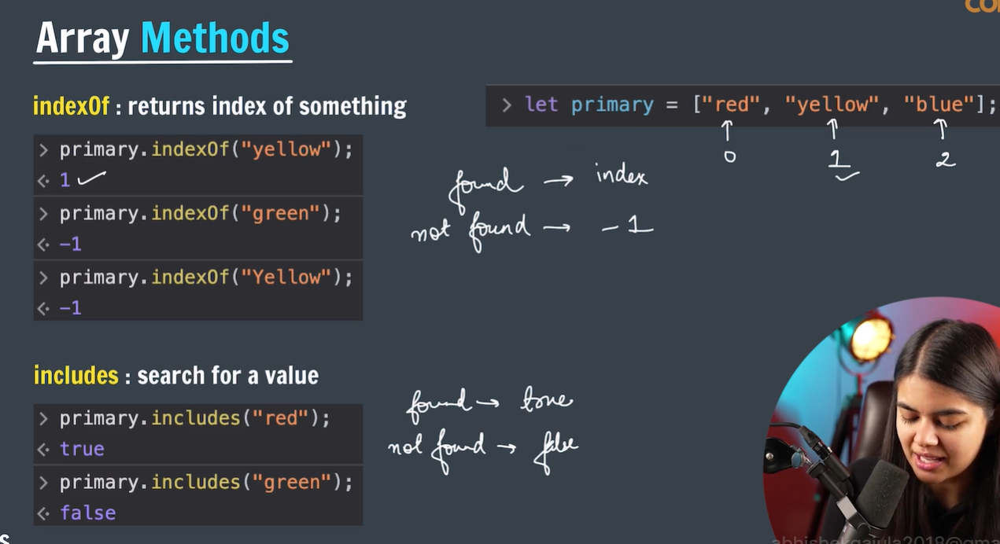 Array Methods
indexOf : returns index of something
> let primary = ["red", "yellow", "blue"];
0 1 2
> primary.indexOf("yellow");
<· 1
> primary.indexOf("green");
<· -1
> primary.indexOf("Yellow");
<· -1
found → index
not found → -1
includes : search for a value
> primary.includes("red");
<· true
> primary.includes("green");
<· false
found → true
not found → false